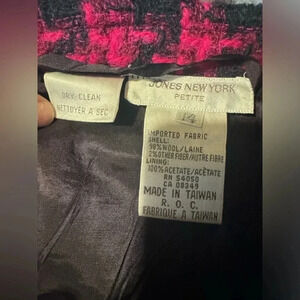 DRY CLEAN
NETTOYER A SEC
JONES NEW YORK
PETITE
14
IMPORTED FABRIC
SHELL:
98% WOOL/LAINE
2% OTHER FIBER/AUTRE FIBRE
LINING:
100% ACETATE/ACÉTATE
RN 54050
CA 08349
MADE IN TAIWAN
R. O. C.
FABRIQUE A TAIWAN